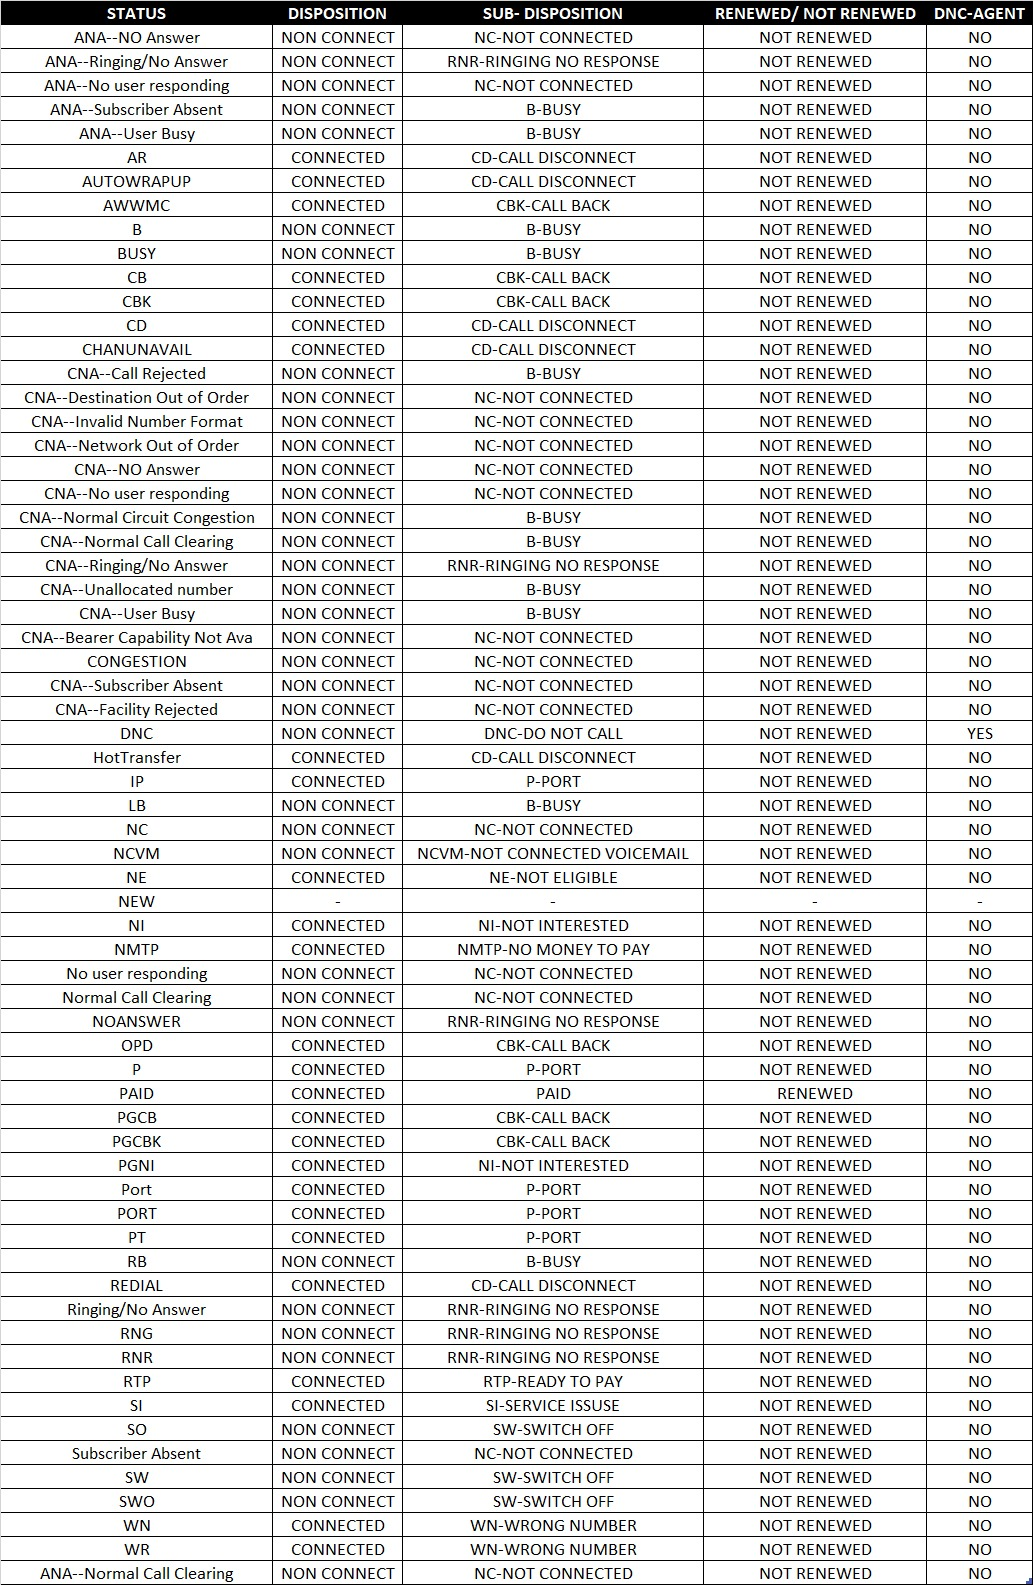 STATUS DISPOSITION SUB- DISPOSITION RENEWED/ NOT RENEWED DNC-AGENT
ANA--NO Answer NON CONNECT NC-NOT CONNECTED NOT RENEWED NO
ANA--Ringing/No Answer NON CONNECT RNR-RINGING NO RESPONSE NOT RENEWED NO
ANA--No user responding NON CONNECT NC-NOT CONNECTED NOT RENEWED NO
ANA--Subscriber Absent NON CONNECT B-BUSY NOT RENEWED NO
ANA--User Busy NON CONNECT B-BUSY NOT RENEWED NO
AR CONNECTED CD-CALL DISCONNECT NOT RENEWED NO
AUTOWRAPUP CONNECTED CD-CALL DISCONNECT NOT RENEWED NO
AWWMC CONNECTED CBK-CALL BACK NOT RENEWED NO
B NON CONNECT B-BUSY NOT RENEWED NO
BUSY NON CONNECT B-BUSY NOT RENEWED NO
CB CONNECTED CBK-CALL BACK NOT RENEWED NO
CBK CONNECTED CBK-CALL BACK NOT RENEWED NO
CD CONNECTED CD-CALL DISCONNECT NOT RENEWED NO
CHANUNAVAIL CONNECTED CD-CALL DISCONNECT NOT RENEWED NO
CNA--Call Rejected NON CONNECT B-BUSY NOT RENEWED NO
CNA--Destination Out of Order NON CONNECT NC-NOT CONNECTED NOT RENEWED NO
CNA--Invalid Number Format NON CONNECT NC-NOT CONNECTED NOT RENEWED NO
CNA--Network Out of Order NON CONNECT NC-NOT CONNECTED NOT RENEWED NO
CNA--NO Answer NON CONNECT NC-NOT CONNECTED NOT RENEWED NO
CNA--No user responding NON CONNECT NC-NOT CONNECTED NOT RENEWED NO
CNA--Normal Circuit Congestion NON CONNECT B-BUSY NOT RENEWED NO
CNA--Normal Call Clearing NON CONNECT B-BUSY NOT RENEWED NO
CNA--Ringing/No Answer NON CONNECT RNR-RINGING NO RESPONSE NOT RENEWED NO
CNA--Unallocated number NON CONNECT B-BUSY NOT RENEWED NO
CNA--User Busy NON CONNECT B-BUSY NOT RENEWED NO
CNA--Bearer Capability Not Ava NON CONNECT NC-NOT CONNECTED NOT RENEWED NO
CONGESTION NON CONNECT NC-NOT CONNECTED NOT RENEWED NO
CNA--Subscriber Absent NON CONNECT NC-NOT CONNECTED NOT RENEWED NO
CNA--Facility Rejected NON CONNECT NC-NOT CONNECTED NOT RENEWED NO
DNC NON CONNECT DNC-DO NOT CALL NOT RENEWED YES
HotTransfer CONNECTED CD-CALL DISCONNECT NOT RENEWED NO
IP CONNECTED P-PORT NOT RENEWED NO
LB NON CONNECT B-BUSY NOT RENEWED NO
NC NON CONNECT NC-NOT CONNECTED NOT RENEWED NO
NCVM NON CONNECT NCVM-NOT CONNECTED VOICEMAIL NOT RENEWED NO
NE CONNECTED NE-NOT ELIGIBLE NOT RENEWED NO
NEW - - - -
NI CONNECTED NI-NOT INTERESTED NOT RENEWED NO
NMTP CONNECTED NMTP-NO MONEY TO PAY NOT RENEWED NO
No user responding NON CONNECT NC-NOT CONNECTED NOT RENEWED NO
Normal Call Clearing NON CONNECT NC-NOT CONNECTED NOT RENEWED NO
NOANSWER NON CONNECT RNR-RINGING NO RESPONSE NOT RENEWED NO
OPD CONNECTED CBK-CALL BACK NOT RENEWED NO
P CONNECTED P-PORT NOT RENEWED NO
PAID CONNECTED PAID RENEWED NO
PGCB CONNECTED CBK-CALL BACK NOT RENEWED NO
PGCBK CONNECTED CBK-CALL BACK NOT RENEWED NO
PGNI CONNECTED NI-NOT INTERESTED NOT RENEWED NO
Port CONNECTED P-PORT NOT RENEWED NO
PORT CONNECTED P-PORT NOT RENEWED NO
PT CONNECTED P-PORT NOT RENEWED NO
RB NON CONNECT B-BUSY NOT RENEWED NO
REDIAL CONNECTED CD-CALL DISCONNECT NOT RENEWED NO
Ringing/No Answer NON CONNECT RNR-RINGING NO RESPONSE NOT RENEWED NO
RNG NON CONNECT RNR-RINGING NO RESPONSE NOT RENEWED NO
RNR NON CONNECT RNR-RINGING NO RESPONSE NOT RENEWED NO
RTP CONNECTED RTP-READY TO PAY NOT RENEWED NO
SI CONNECTED SI-SERVICE ISSUSE NOT RENEWED NO
SO NON CONNECT SW-SWITCH OFF NOT RENEWED NO
Subscriber Absent NON CONNECT NC-NOT CONNECTED NOT RENEWED NO
SW NON CONNECT SW-SWITCH OFF NOT RENEWED NO
SWO NON CONNECT SW-SWITCH OFF NOT RENEWED NO
WN CONNECTED WN-WRONG NUMBER NOT RENEWED NO
WR CONNECTED WN-WRONG NUMBER NOT RENEWED NO
ANA--Normal Call Clearing NON CONNECT NC-NOT CONNECTED NOT RENEWED NO